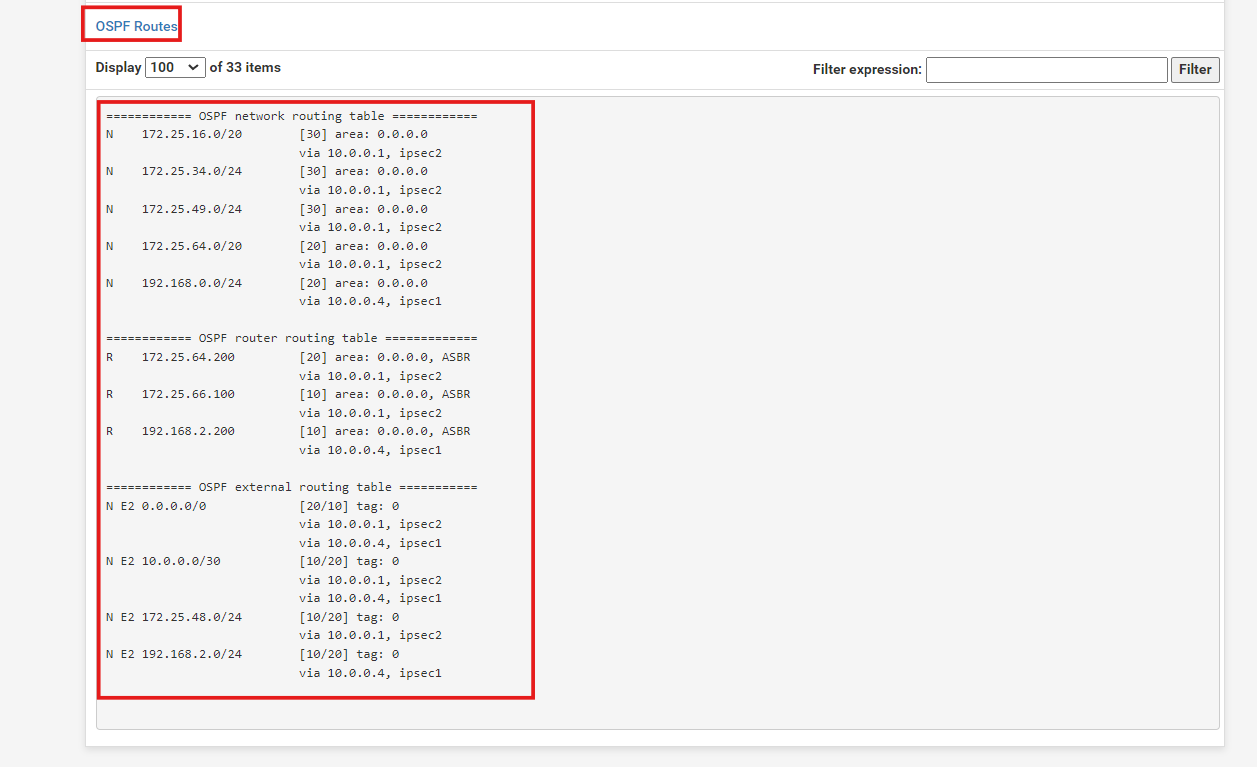 OSPF Routes
Display 100 of 33 items
Filter expression: Filter
============ OSPF network routing table ============
N    172.25.16.0/20        [30] area: 0.0.0.0
                           via 10.0.0.1, ipsec2
N    172.25.34.0/24        [30] area: 0.0.0.0
                           via 10.0.0.1, ipsec2
N    172.25.49.0/24        [30] area: 0.0.0.0
                           via 10.0.0.1, ipsec2
N    172.25.64.0/20        [20] area: 0.0.0.0
                           via 10.0.0.1, ipsec2
N    192.168.0.0/24        [20] area: 0.0.0.0
                           via 10.0.0.4, ipsec1
============ OSPF router routing table =============
R    172.25.64.200         [20] area: 0.0.0.0, ASBR
                           via 10.0.0.1, ipsec2
R    172.25.66.100         [10] area: 0.0.0.0, ASBR
                           via 10.0.0.1, ipsec2
R    192.168.2.200         [10] area: 0.0.0.0, ASBR
                           via 10.0.0.4, ipsec1
============ OSPF external routing table ===========
N E2 0.0.0.0/0             [20/10] tag: 0
                           via 10.0.0.1, ipsec2
                           via 10.0.0.4, ipsec1
N E2 10.0.0.0/30           [10/20] tag: 0
                           via 10.0.0.1, ipsec2
                           via 10.0.0.4, ipsec1
N E2 172.25.48.0/24        [10/20] tag: 0
                           via 10.0.0.1, ipsec2
N E2 192.168.2.0/24        [10/20] tag: 0
                           via 10.0.0.4, ipsec1